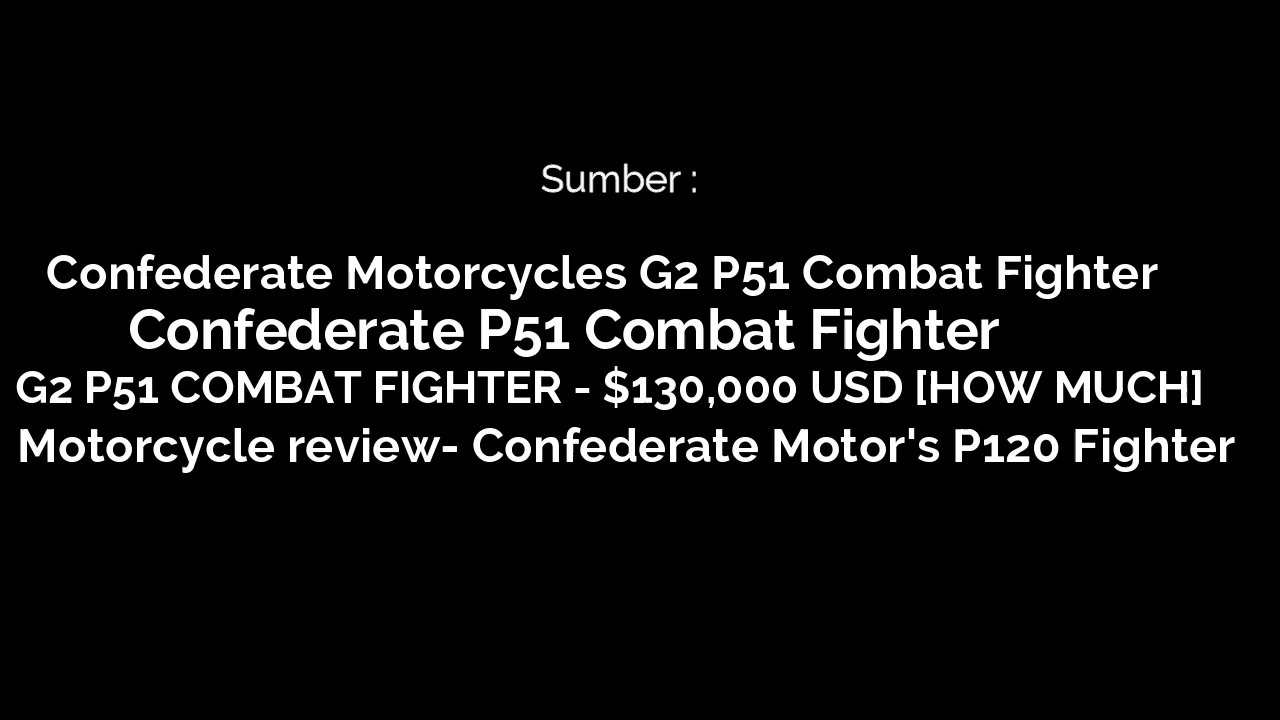 Sumber :
Confederate Motorcycles G2 P51 Combat Fighter
Confederate P51 Combat Fighter
G2 P51 COMBAT FIGHTER - $130,000 USD [HOW MUCH]
Motorcycle review- Confederate Motor's P120 Fighter